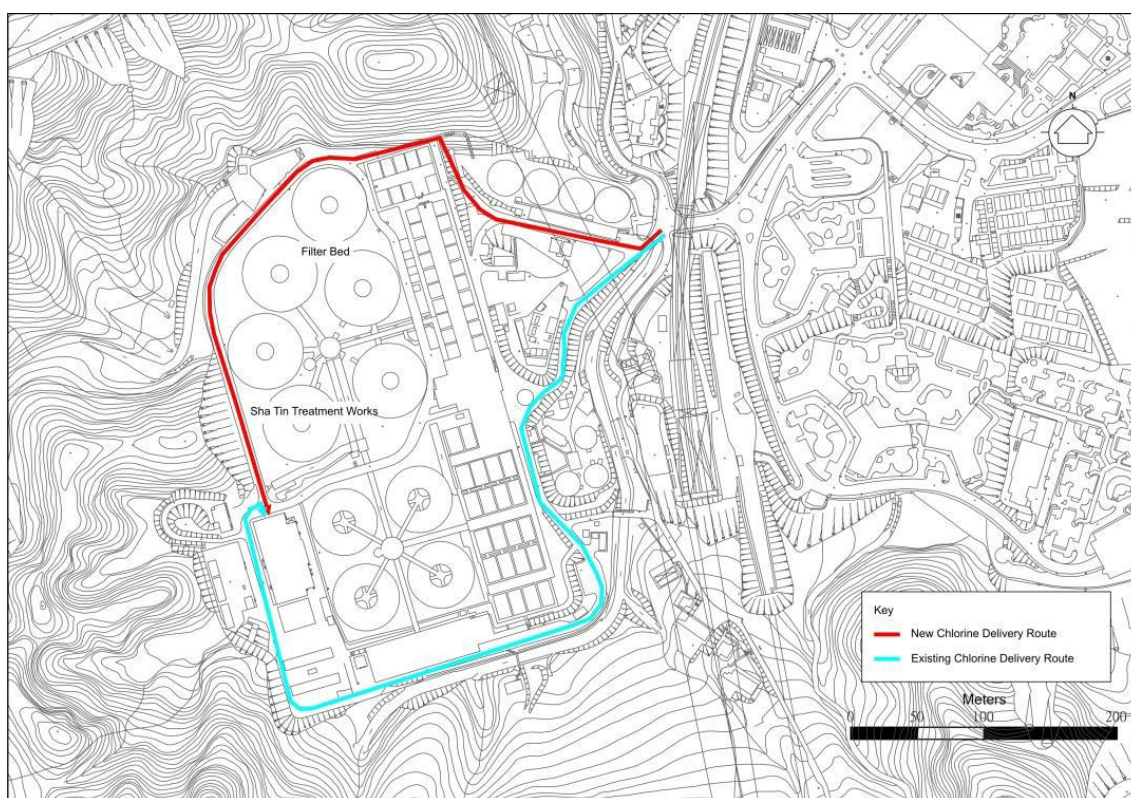 N
Filter Bed
Sha Tin Treatment Works
Key
New Chlorine Delivery Route
Existing Chlorine Delivery Route
Meters
0 50 100 200